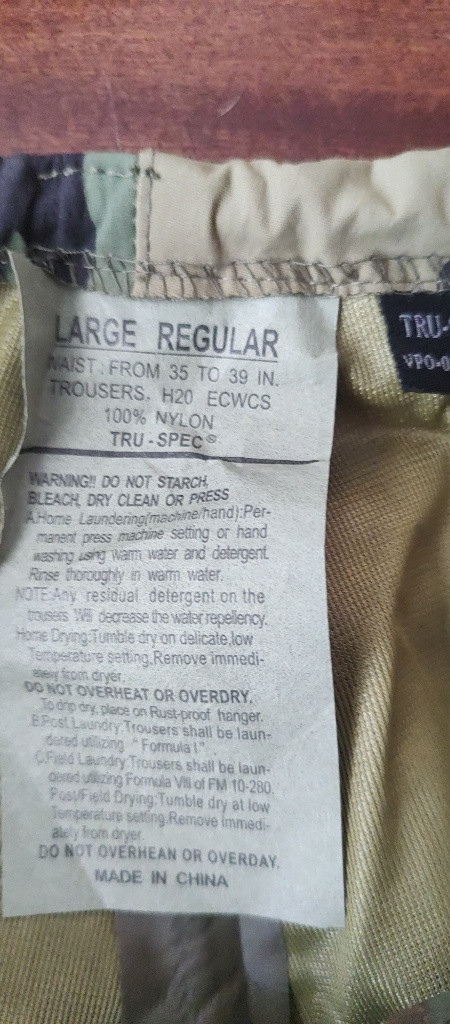 LARGE REGULAR
WAIST: FROM 35 TO 39 IN.
TROUSERS. H20 ECWCS
100% NYLON
TRU-SPEC®
WARNING!! DO NOT STARCH,
BLEACH, DRY CLEAN OR PRESS
A.Home Laundering(machine/hand):Per-
manent press machine setting or hand
washing using warm water and detergent.
Rinse thoroughly in warm water.
NOTE:Any residual detergent on the
trousers Will decrease the water repellency.
Home Drying:Tumble dry on delicate,low
Temperature setting.Remove immedi-
ately from dryer.
DO NOT OVERHEAT OR OVERDRY.
To drip dry, place on Rust-proof hanger.
B.Post Laundry:Trousers shall be laun-
dered utilizing " Formula I".
C.Field Laundry:Trousers shall be laun-
dered utilizing Formula VIII of FM 10-280.
Post/Field Drying:Tumble dry at low
Temperature setting.Remove immedi-
ately from dryer.
DO NOT OVERHEAN OR OVERDAY.
MADE IN CHINA
TRU-
VPO-0